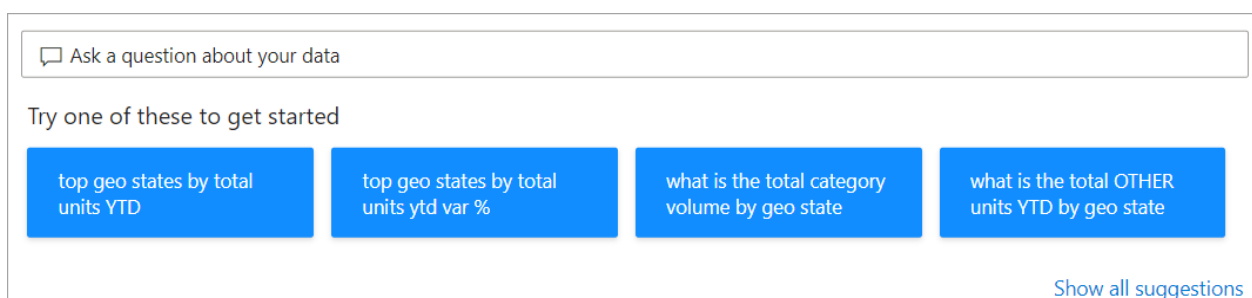 Ask a question about your data
Try one of these to get started
top geo states by total
units YTD
top geo states by total
units ytd var %
what is the total category
volume by geo state
what is the total OTHER
units YTD by geo state
Show all suggestions